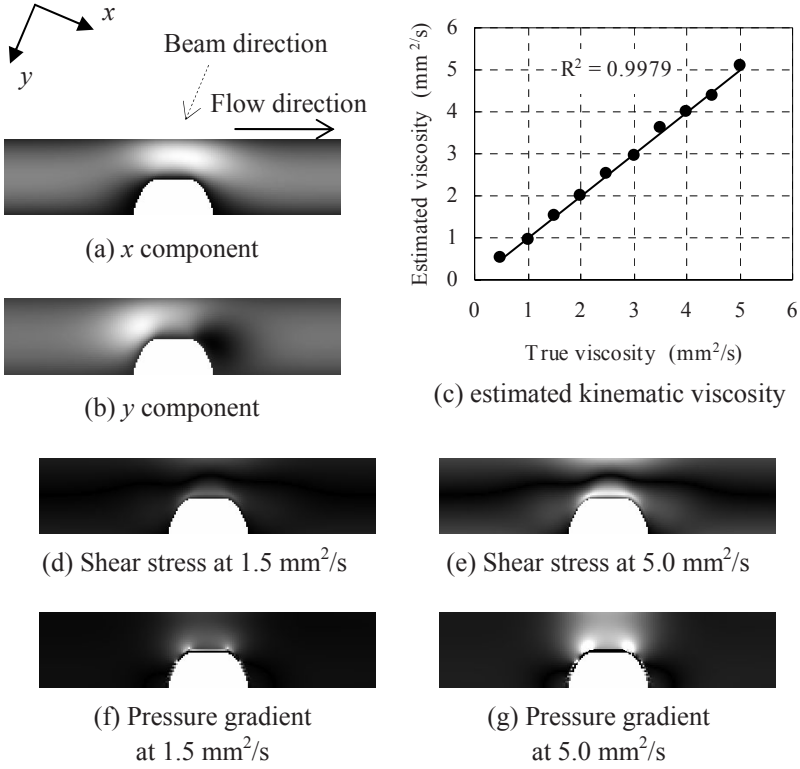 x
y
Beam direction
Flow direction
(a) x component
(b) y component
6
5
4
3
2
1
0
Estimated viscosity (mm²/s)
R² = 0.9979
0 1 2 3 4 5 6
True viscosity (mm²/s)
(c) estimated kinematic viscosity
(d) Shear stress at 1.5 mm²/s
(e) Shear stress at 5.0 mm²/s
(f) Pressure gradient
at 1.5 mm²/s
(g) Pressure gradient
at 5.0 mm²/s